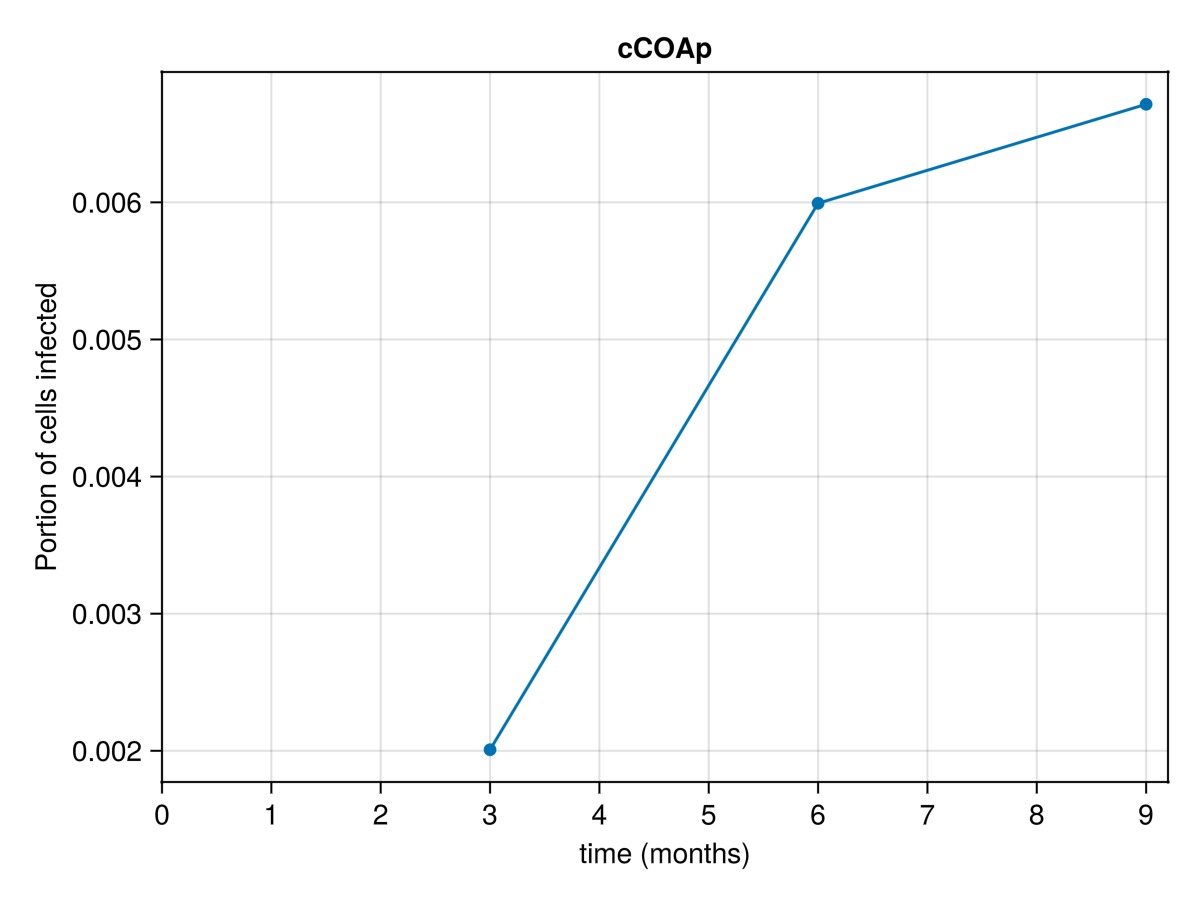 cCOAp
0.006
0.005
0.004
0.003
0.002
Portion of cells infected
0 1 2 3 4 5 6 7 8 9
time (months)